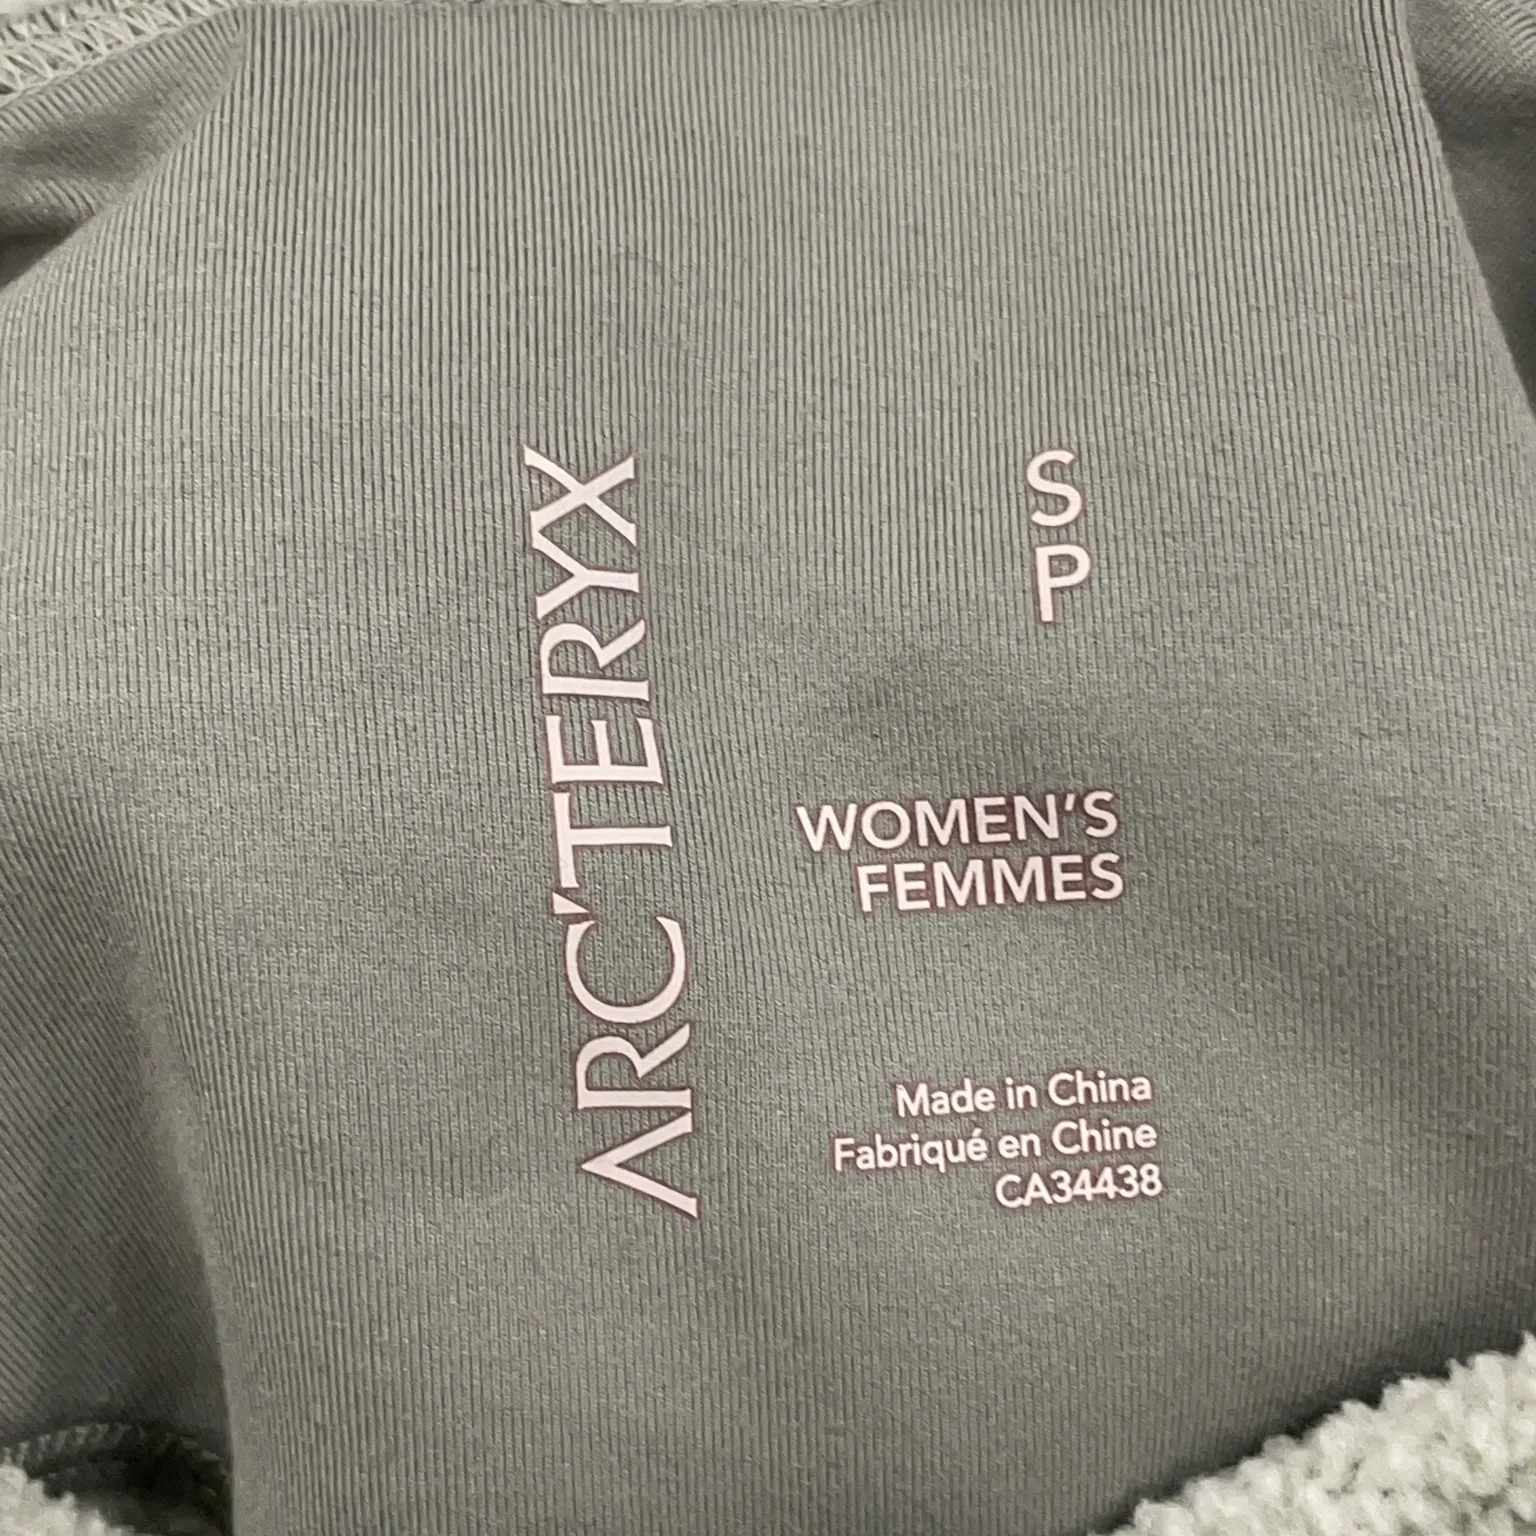 ARC'TERYX
S
P
WOMEN'S
FEMMES
Made in China
Fabriqué en Chine
CA34438